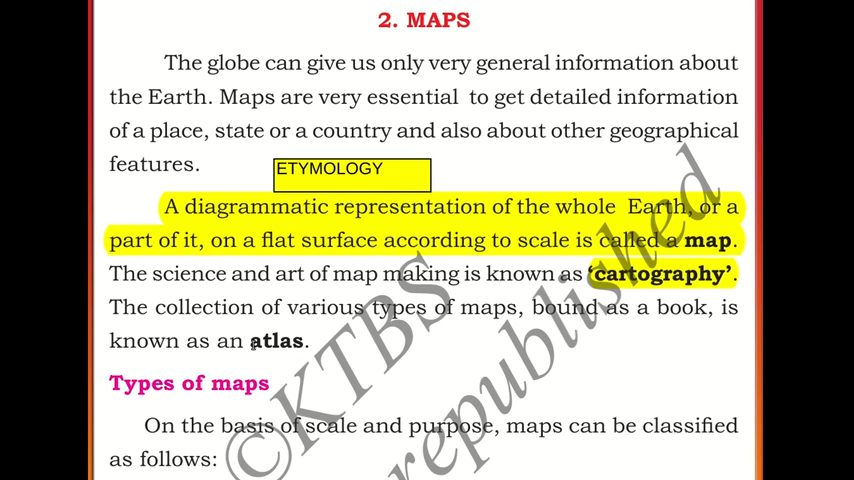 2. MAPS
The globe can give us only very general information about
the Earth. Maps are very essential to get detailed information
of a place, state or a country and also about other geographical
features.
ETYMOLOGY
A diagrammatic representation of the whole Earth, or a
part of it, on a flat surface according to scale is called a map.
The science and art of map making is known as ‘cartography’.
The collection of various types of maps, bound as a book, is
known as an atlas.
Types of maps
On the basis of scale and purpose, maps can be classified
as follows:
©KTBS
republished